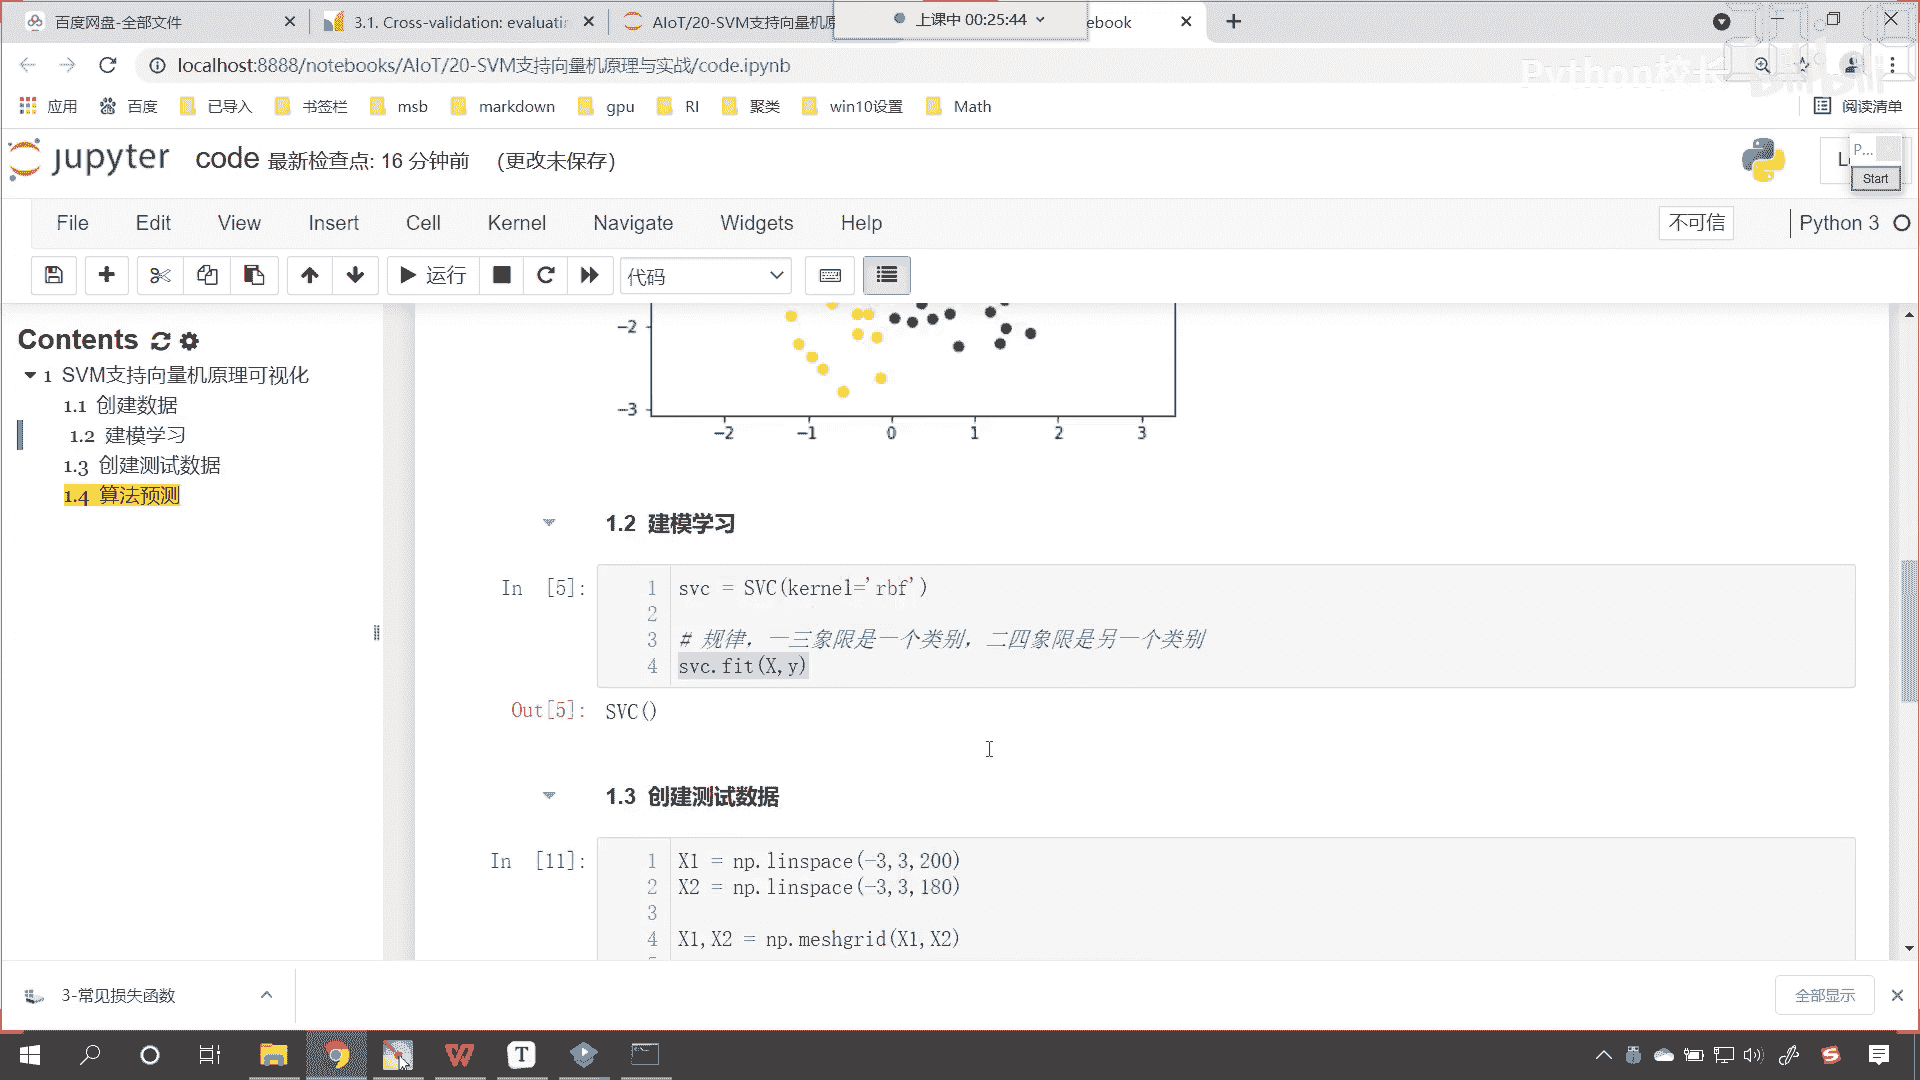 百度网盘-全部文件
3.1. Cross-validation: evaluatin
AIoT/20-SVM支持向量机原
上课中 00:25:44
ebook
localhost:8888/notebooks/AIoT/20-SVM支持向量机原理与实战/code.ipynb
Python校长
bilibili
应用 百度 已导入 书签栏 msb markdown gpu RI 聚类 win10设置 Math 阅读清单
jupyter code 最新检查点: 16 分钟前 (更改未保存)
P...
Start
File Edit View Insert Cell Kernel Navigate Widgets Help 不可信 Python 3
运行 代码
Contents
1 SVM支持向量机原理可视化
1.1 创建数据
1.2 建模学习
1.3 创建测试数据
1.4 算法预测
−2
−3
−2 −1 0 1 2 3
1.2 建模学习
In [5]:
1 svc = SVC(kernel='rbf')
2
3 # 规律，一三象限是一个类别，二四象限是另一个类别
4 svc.fit(X,y)
Out[5]: SVC()
1.3 创建测试数据
In [11]:
1 X1 = np.linspace(-3,3,200)
2 X2 = np.linspace(-3,3,180)
3
4 X1,X2 = np.meshgrid(X1,X2)
3-常见损失函数
全部显示